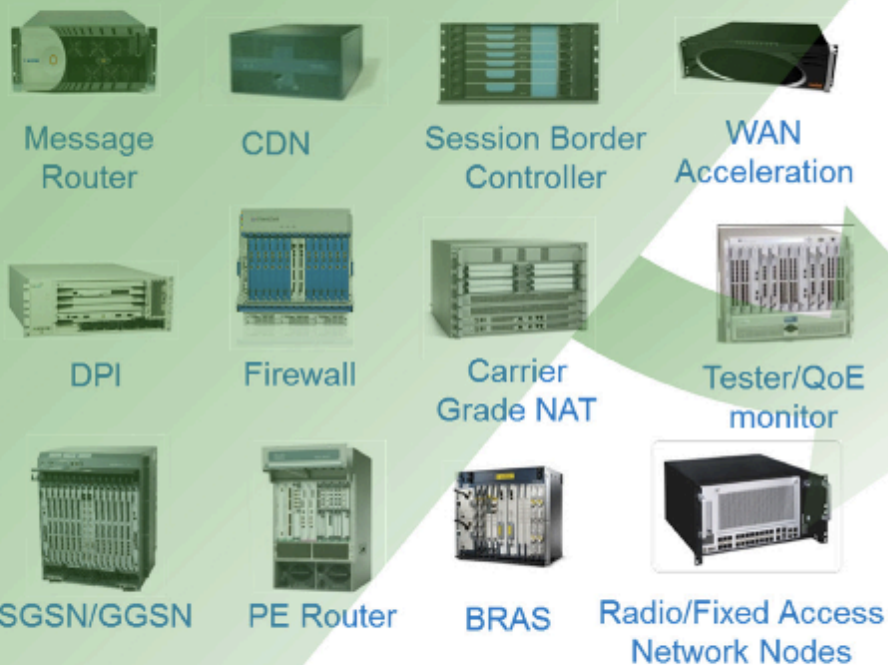 Message
Router
CDN
Session Border
Controller
WAN
Acceleration
DPI
Firewall
Carrier
Grade NAT
Tester/QoE
monitor
SGSN/GGSN
PE Router
BRAS
Radio/Fixed Access
Network Nodes